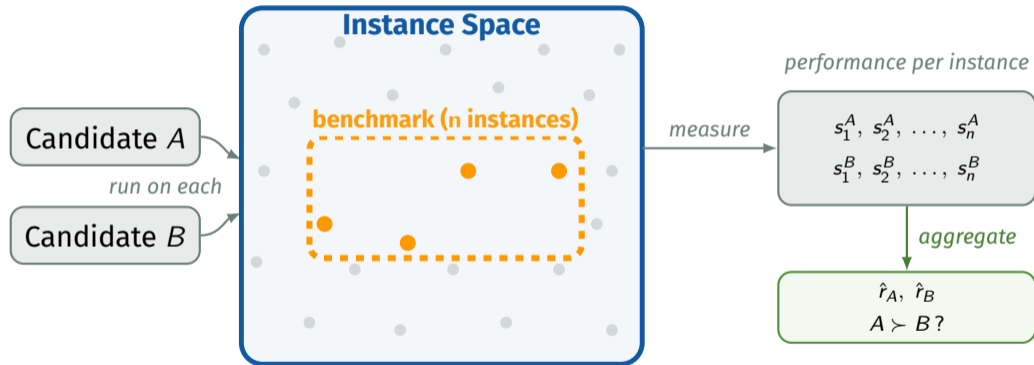 Instance Space
performance per instance
benchmark (n instances)
Candidate A
run on each
Candidate B
measure
s_1^A, s_2^A, ..., s_n^A
s_1^B, s_2^B, ..., s_n^B
aggregate
r̂_A, r̂_B
A ≻ B ?